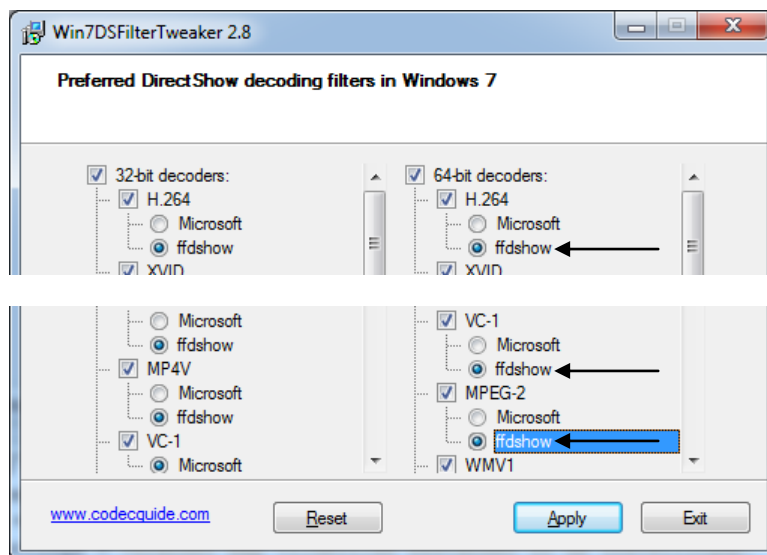 Win7DSFilterTweaker 2.8
Preferred DirectShow decoding filters in Windows 7
32-bit decoders:
H.264
Microsoft
ffdshow
XVID
64-bit decoders:
H.264
Microsoft
ffdshow
XVID
Microsoft
ffdshow
MP4V
Microsoft
ffdshow
VC-1
Microsoft
VC-1
Microsoft
ffdshow
MPEG-2
Microsoft
ffdshow
WMV1
www.codecguide.com
Reset
Apply
Exit